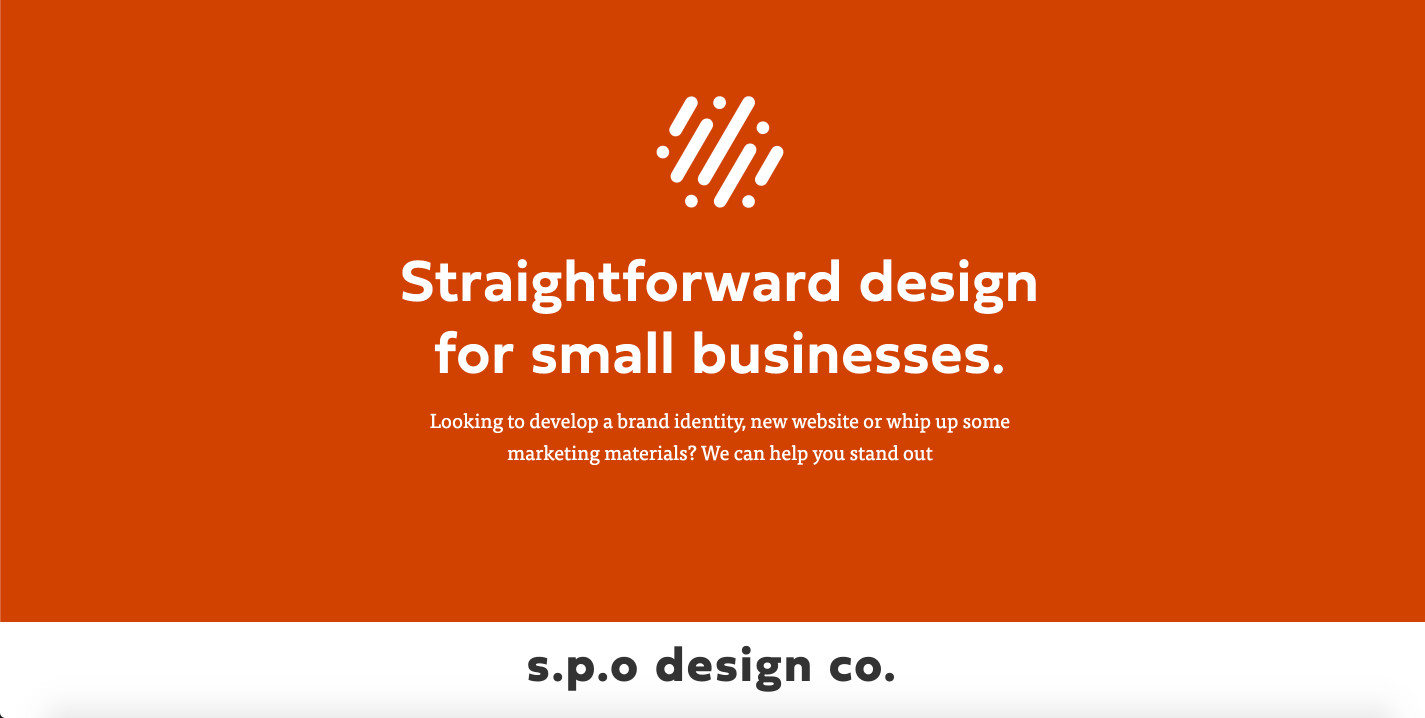 Straightforward design
for small businesses.
Looking to develop a brand identity, new website or whip up some
marketing materials? We can help you stand out
s.p.o design co.